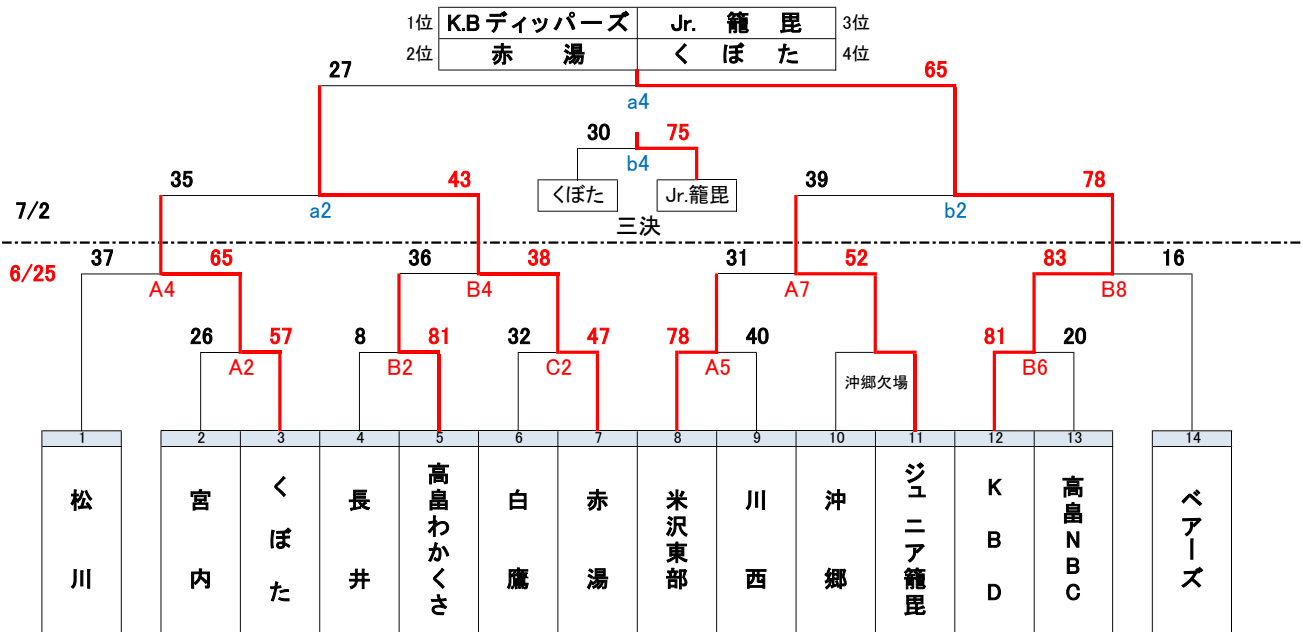 1位 K.Bディッパーズ Jr. 籠 毘 3位
2位 赤 湯 く ぼ た 4位
27 65
a4
30 75
b4
くぼた Jr.籠毘
三決
35 43 39 78
a2 b2
7/2
6/25
37 65 36 38 31 52 83 16
A4 B4 A7 B8
26 57 8 81 32 47 78 40 81 20
A2 B2 C2 A5 沖郷欠場 B6
1 2 3 4 5 6 7 8 9 10 11 12 13 14
松川
宮内
くぼた
長井
高畠わかくさ
白鷹
赤湯
米沢東部
川西
沖郷
ジュニア籠毘
KBD
高畠NBC
ベアーズ